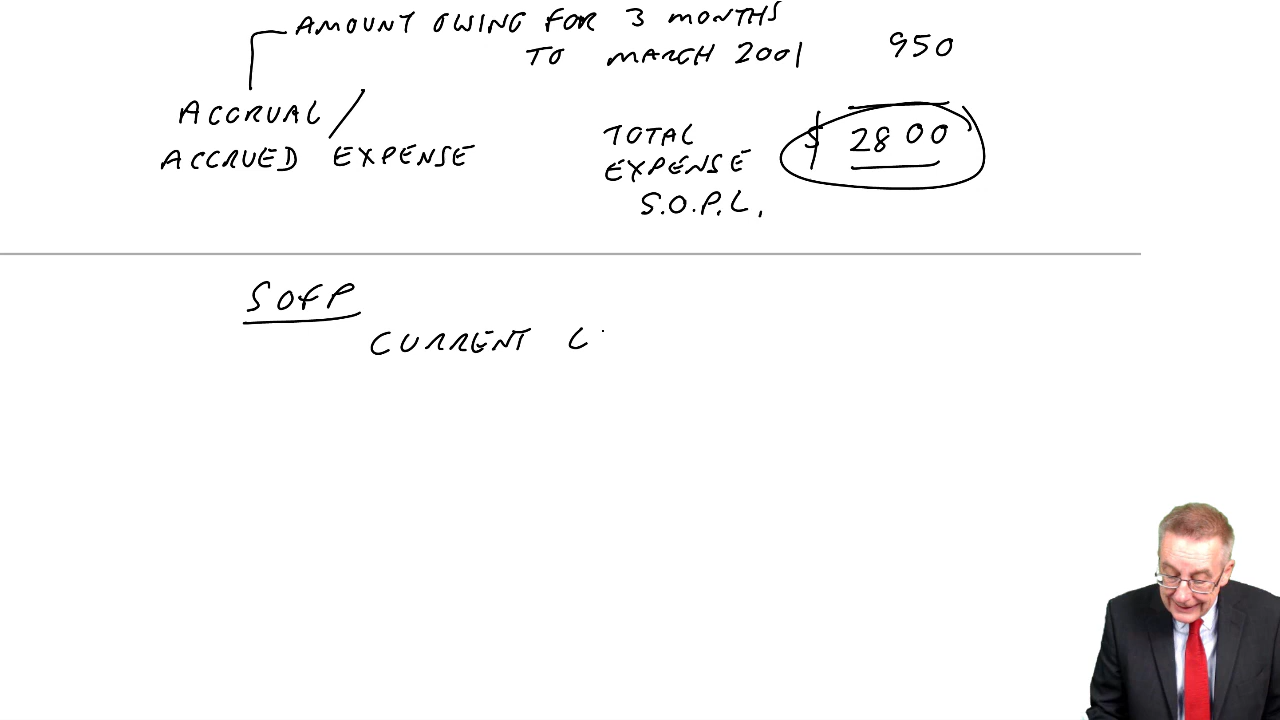 AMOUNT OWING FOR 3 MONTHS
TO MARCH 2001 950
ACCRUAL /
ACCRUED EXPENSE
TOTAL $ 2800
EXPENSE
S.O.P.L.
SOFP
CURRENT L